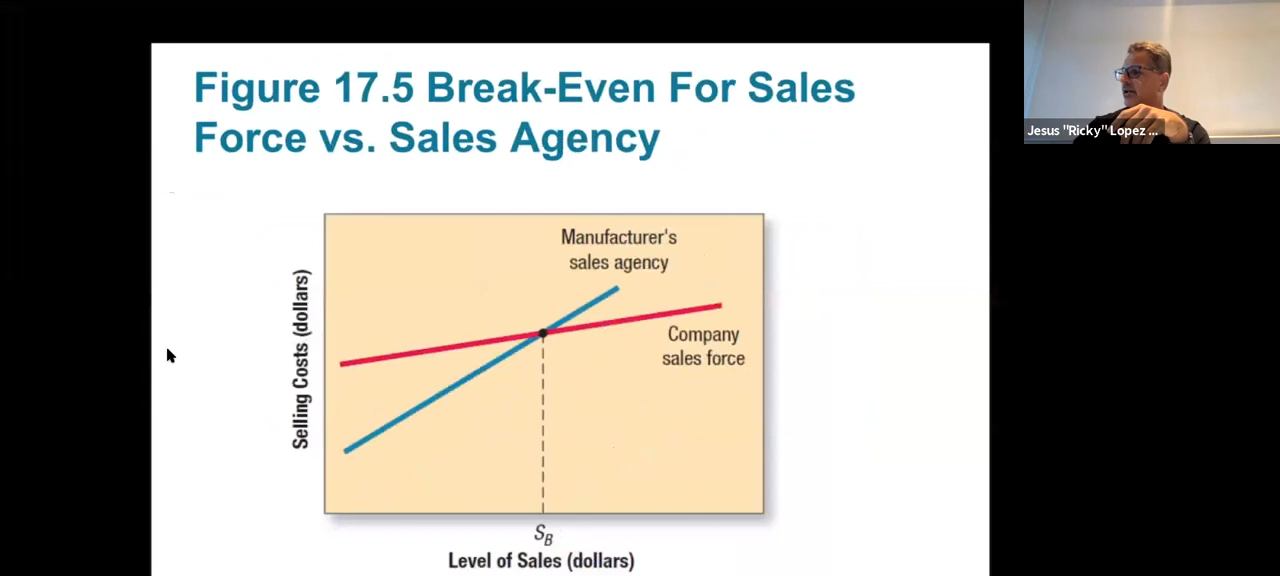 Figure 17.5 Break-Even For Sales
Force vs. Sales Agency
Jesus "Ricky" Lopez ...
Manufacturer's
sales agency
Company
sales force
Selling Costs (dollars)
S_B
Level of Sales (dollars)